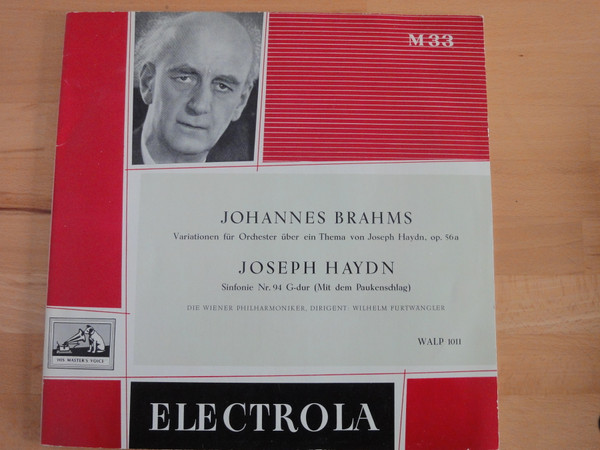 M33
JOHANNES BRAHMS
Variationen für Orchester über ein Thema von Joseph Haydn, op. 56a
JOSEPH HAYDN
Sinfonie Nr. 94 G-dur (Mit dem Paukenschlag)
DIE WIENER PHILHARMONIKER, DIRIGENT: WILHELM FURTWÄNGLER
WALP 1011
HIS MASTER'S VOICE
ELECTROLA